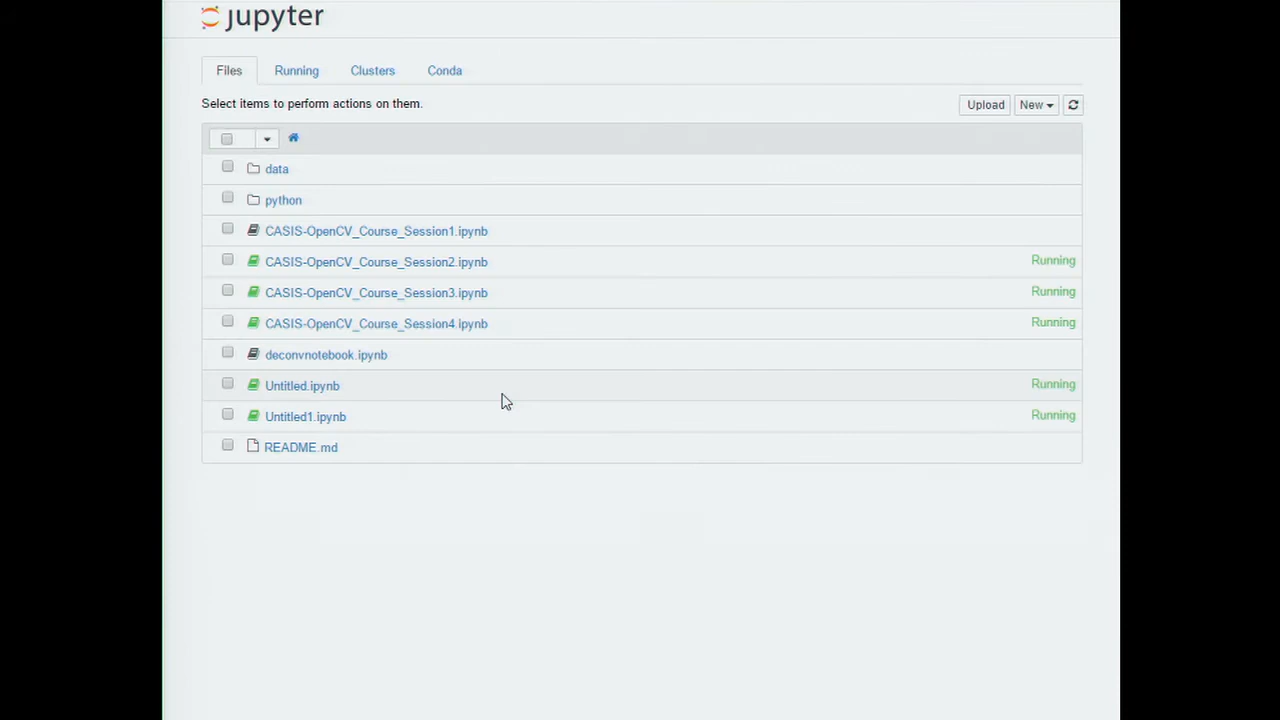 jupyter
Files Running Clusters Conda
Select items to perform actions on them. Upload New
data
python
CASIS-OpenCV_Course_Session1.ipynb
CASIS-OpenCV_Course_Session2.ipynb Running
CASIS-OpenCV_Course_Session3.ipynb Running
CASIS-OpenCV_Course_Session4.ipynb Running
deconvnotebook.ipynb
Untitled.ipynb Running
Untitled1.ipynb Running
README.md